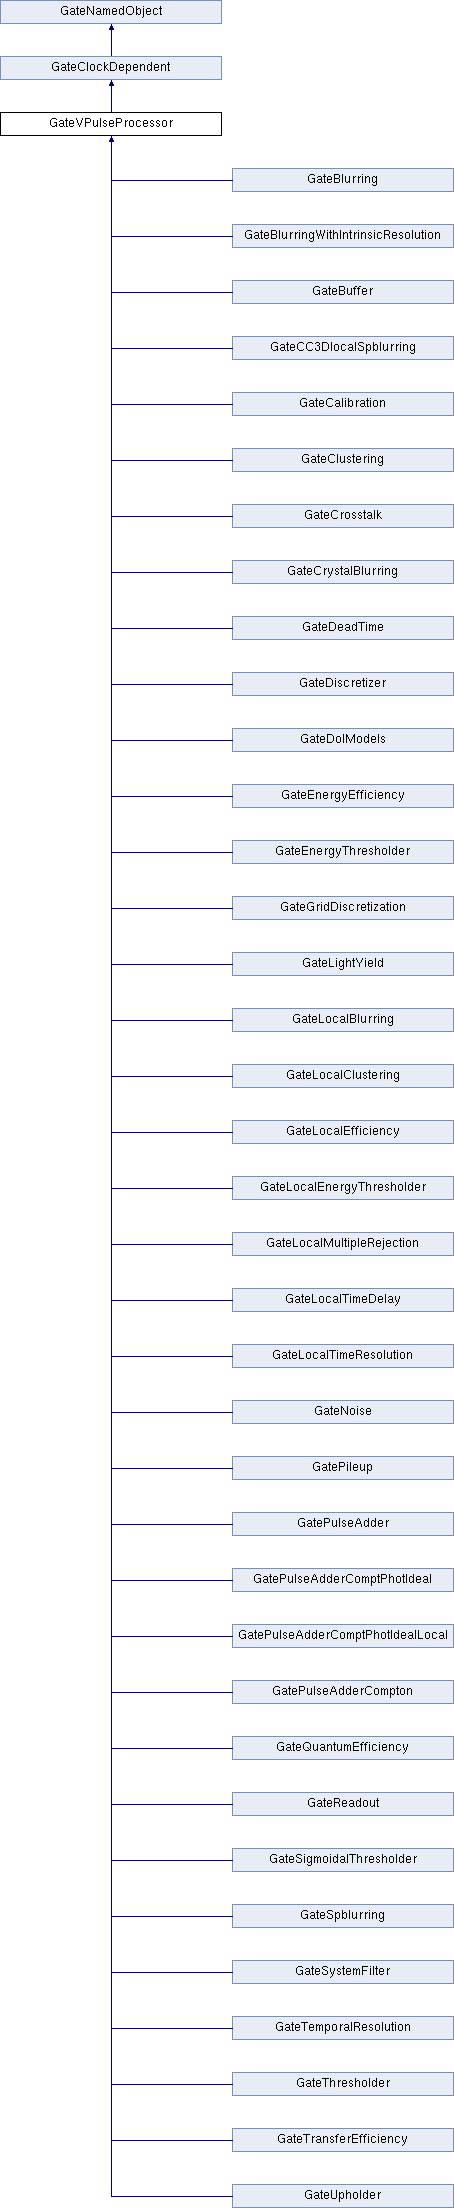 GateNamedObject
GateClockDependent
GateVPulseProcessor
GateBlurring
GateBlurringWithIntrinsicResolution
GateBuffer
GateCC3DlocalSpblurring
GateCalibration
GateClustering
GateCrosstalk
GateCrystalBlurring
GateDeadTime
GateDiscretizer
GateDoIModels
GateEnergyEfficiency
GateEnergyThresholder
GateGridDiscretization
GateLightYield
GateLocalBlurring
GateLocalClustering
GateLocalEfficiency
GateLocalEnergyThresholder
GateLocalMultipleRejection
GateLocalTimeDelay
GateLocalTimeResolution
GateNoise
GatePileup
GatePulseAdder
GatePulseAdderComptPhotIdeal
GatePulseAdderComptPhotIdealLocal
GatePulseAdderCompton
GateQuantumEfficiency
GateReadout
GateSigmoidalThresholder
GateSpblurring
GateSystemFilter
GateTemporalResolution
GateThresholder
GateTransferEfficiency
GateUpholder